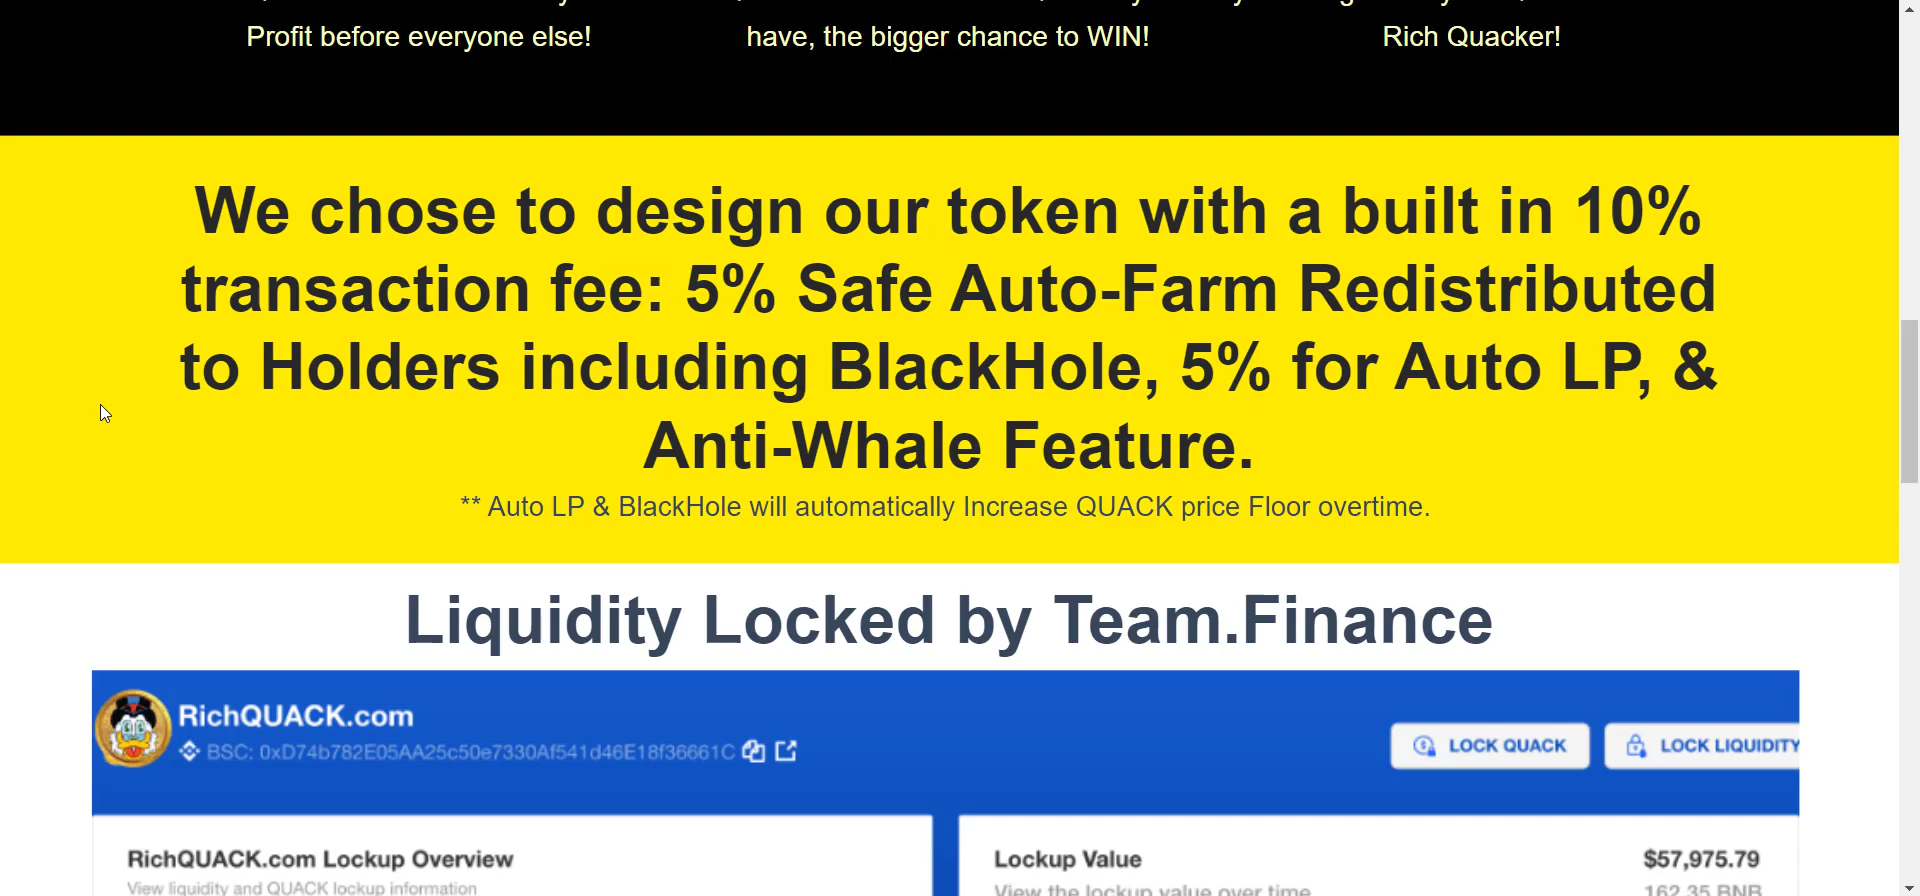 Profit before everyone else!
have, the bigger chance to WIN!
Rich Quacker!
We chose to design our token with a built in 10%
transaction fee: 5% Safe Auto-Farm Redistributed
to Holders including BlackHole, 5% for Auto LP, &
Anti-Whale Feature.
** Auto LP & BlackHole will automatically Increase QUACK price Floor overtime.
Liquidity Locked by Team.Finance
RichQUACK.com
BSC: 0xD74b782E05AA25c50e7330Af541d46E18f36661C
LOCK QUACK
LOCK LIQUIDITY
RichQUACK.com Lockup Overview
View liquidity and QUACK lockup information
Lockup Value
$57,975.79
View the lockup value over time
162.35 BNB